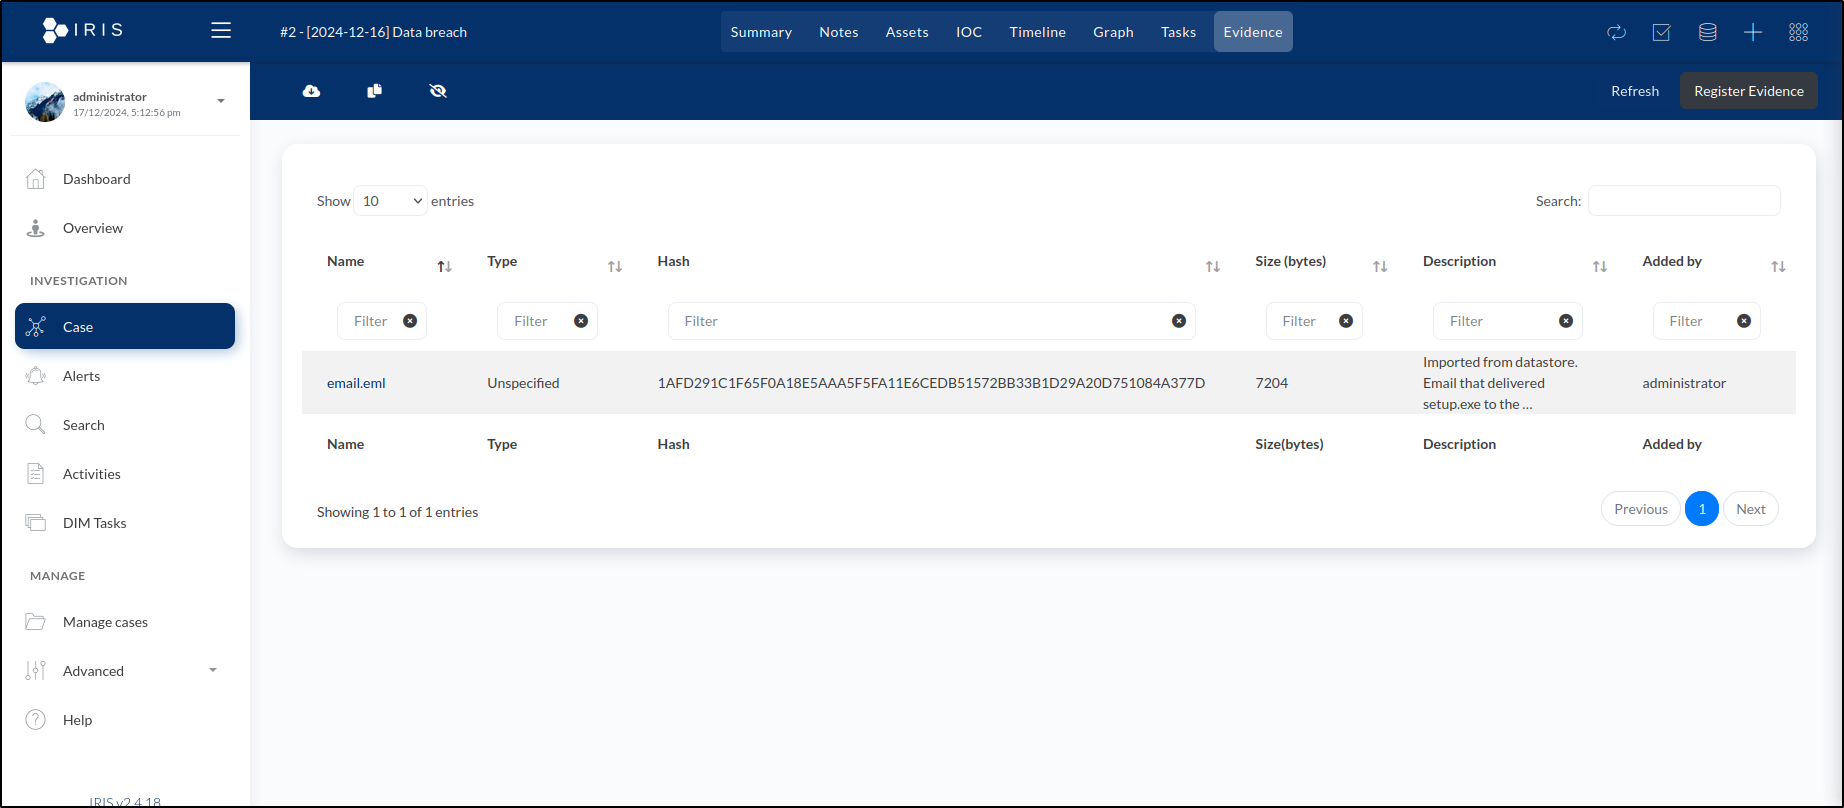 IRIS
#2 - [2024-12-16] Data breach
Summary Notes Assets IOC Timeline Graph Tasks Evidence
Refresh Register Evidence
administrator
17/12/2024, 5:12:56 pm
Dashboard
Overview
INVESTIGATION
Case
Alerts
Search
Activities
DIM Tasks
MANAGE
Manage cases
Advanced
Help
IRIS v2.4.18
Show 10 entries
Search:
Name Type Hash Size (bytes) Description Added by
Filter Filter Filter Filter Filter Filter
email.eml Unspecified 1AFD291C1F65F0A18E5AAA5F5FA11E6CEDB51572BB33B1D29A20D751084A377D 7204 Imported from datastore.
Email that delivered
setup.exe to the ...
administrator
Name Type Hash Size(bytes) Description Added by
Showing 1 to 1 of 1 entries
Previous 1 Next